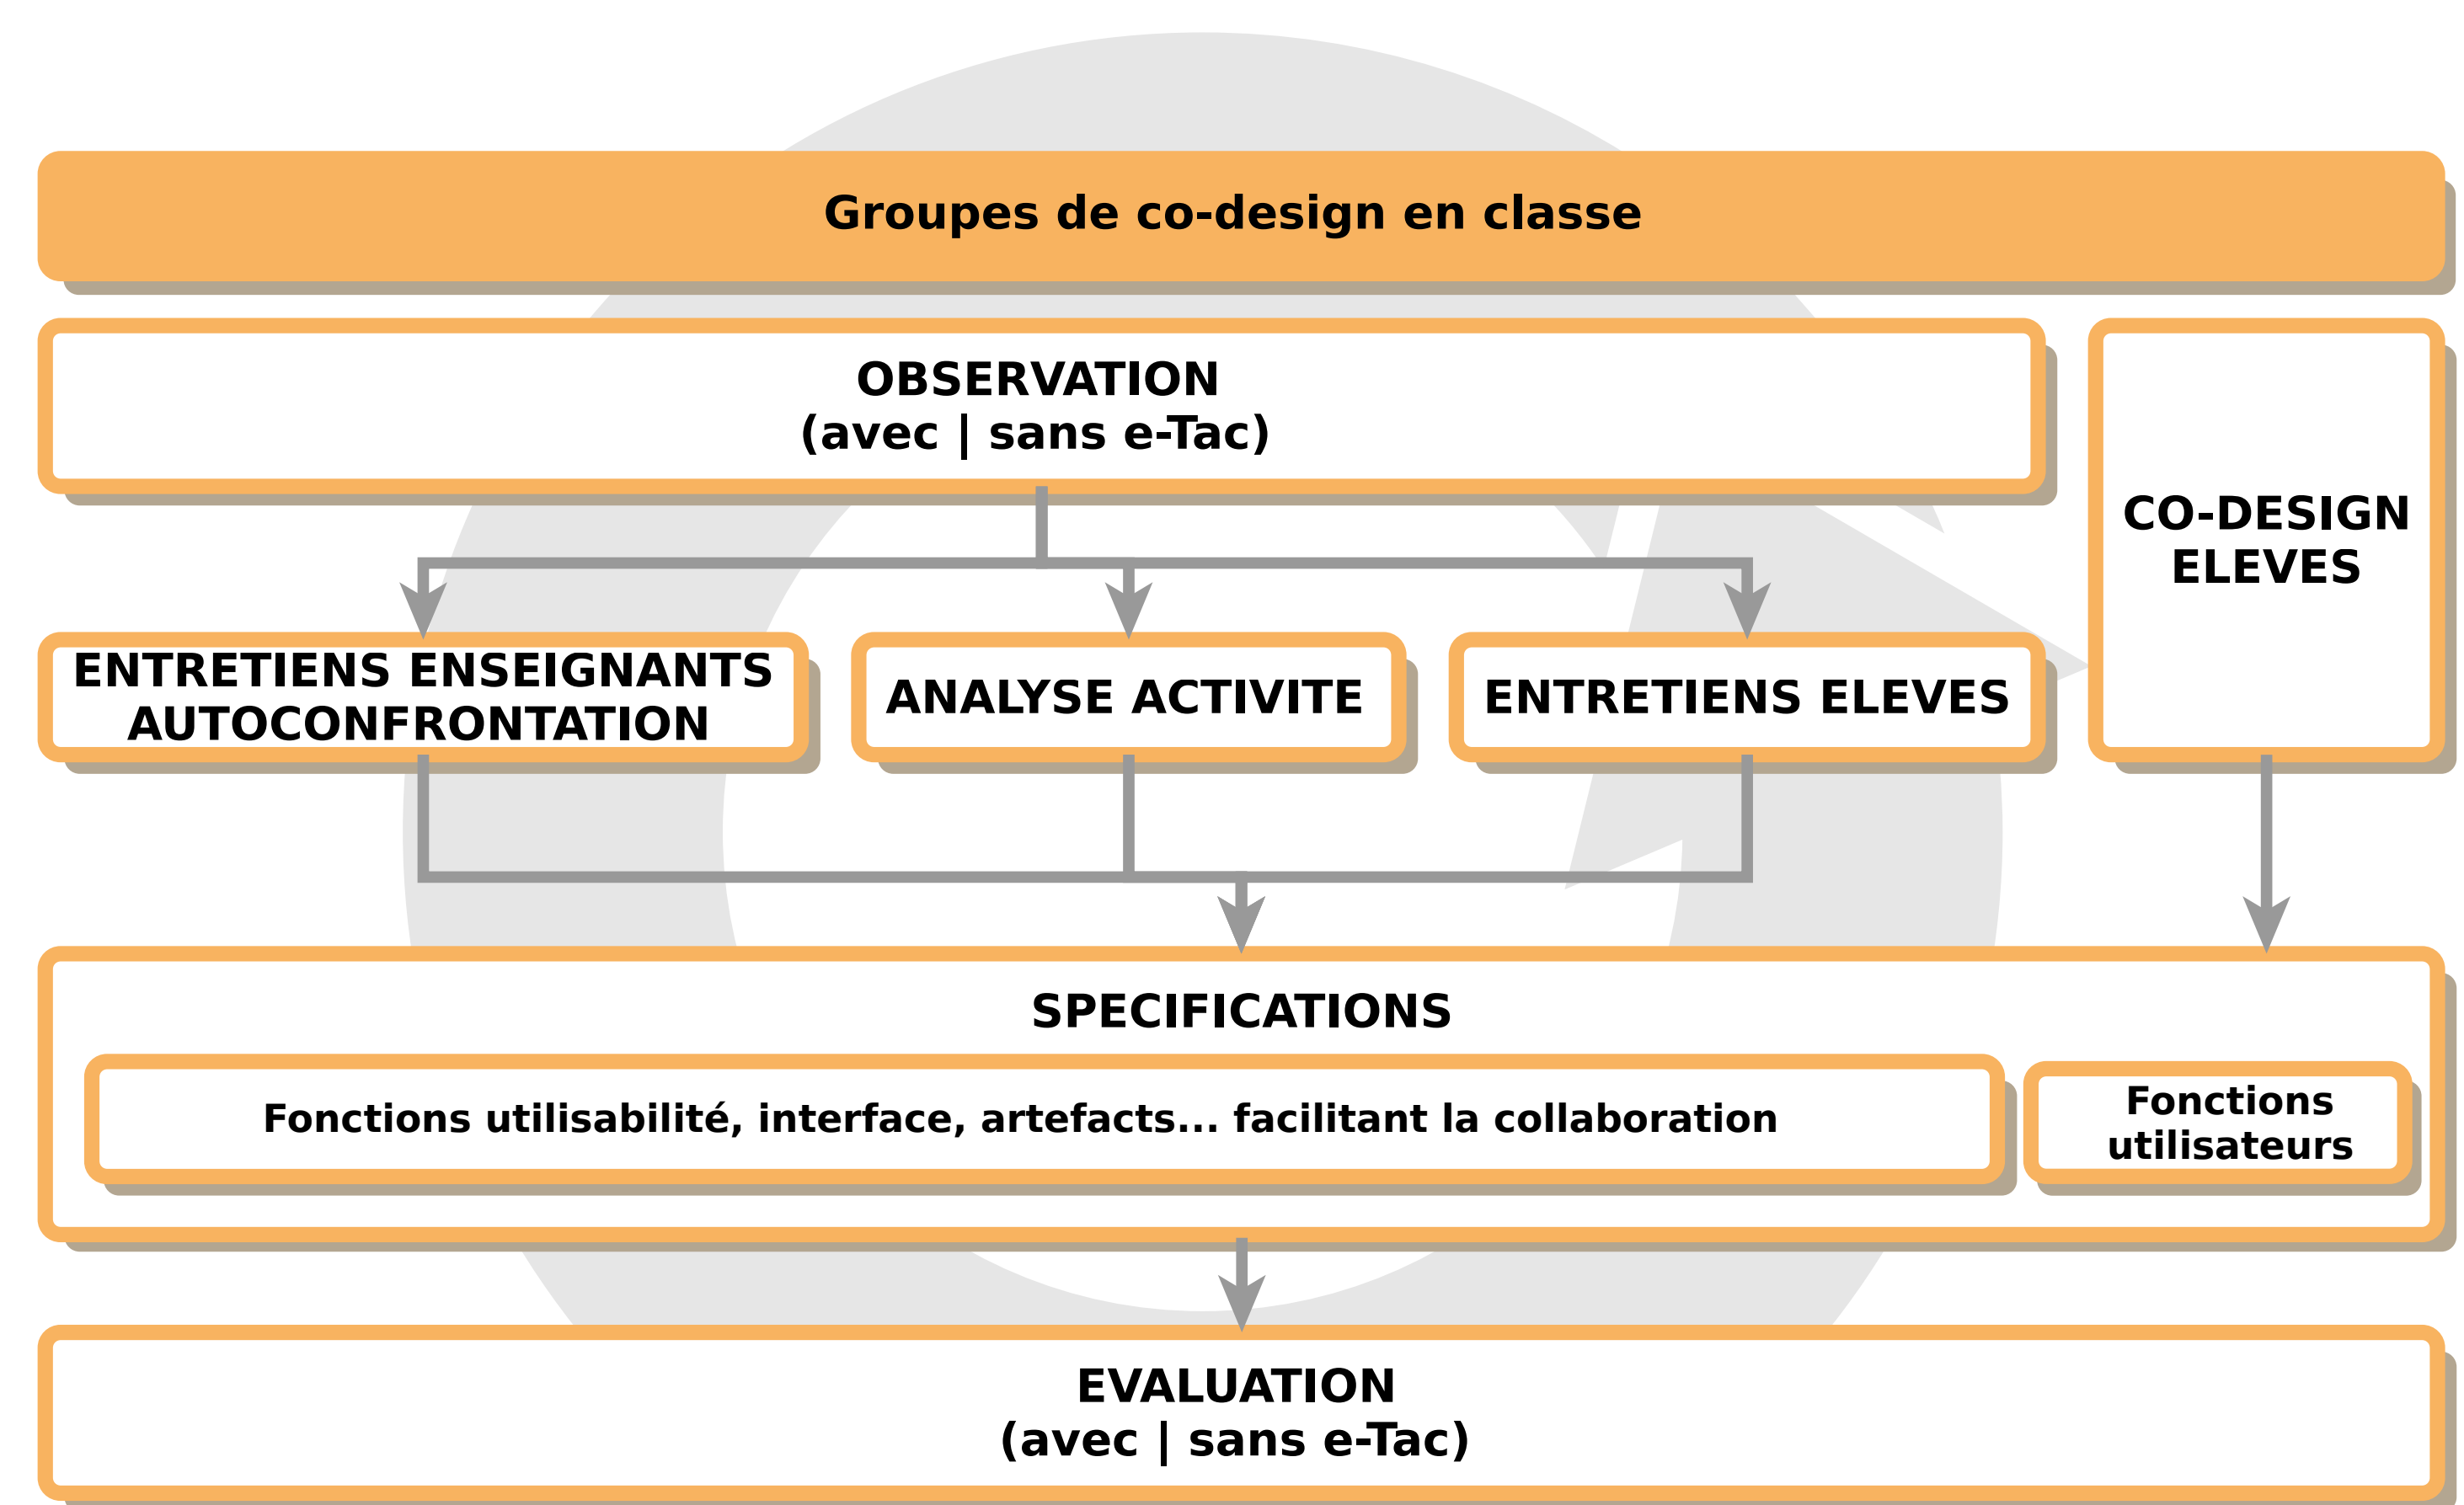 Groupes de co-design en classe
OBSERVATION
(avec | sans e-Tac)
CO-DESIGN
ELEVES
ENTRETIENS ENSEIGNANTS
AUTOCONFRONTATION
ANALYSE ACTIVITE
ENTRETIENS ELEVES
SPECIFICATIONS
Fonctions utilisabilité, interface, artefacts... facilitant la collaboration
Fonctions
utilisateurs
EVALUATION
(avec | sans e-Tac)